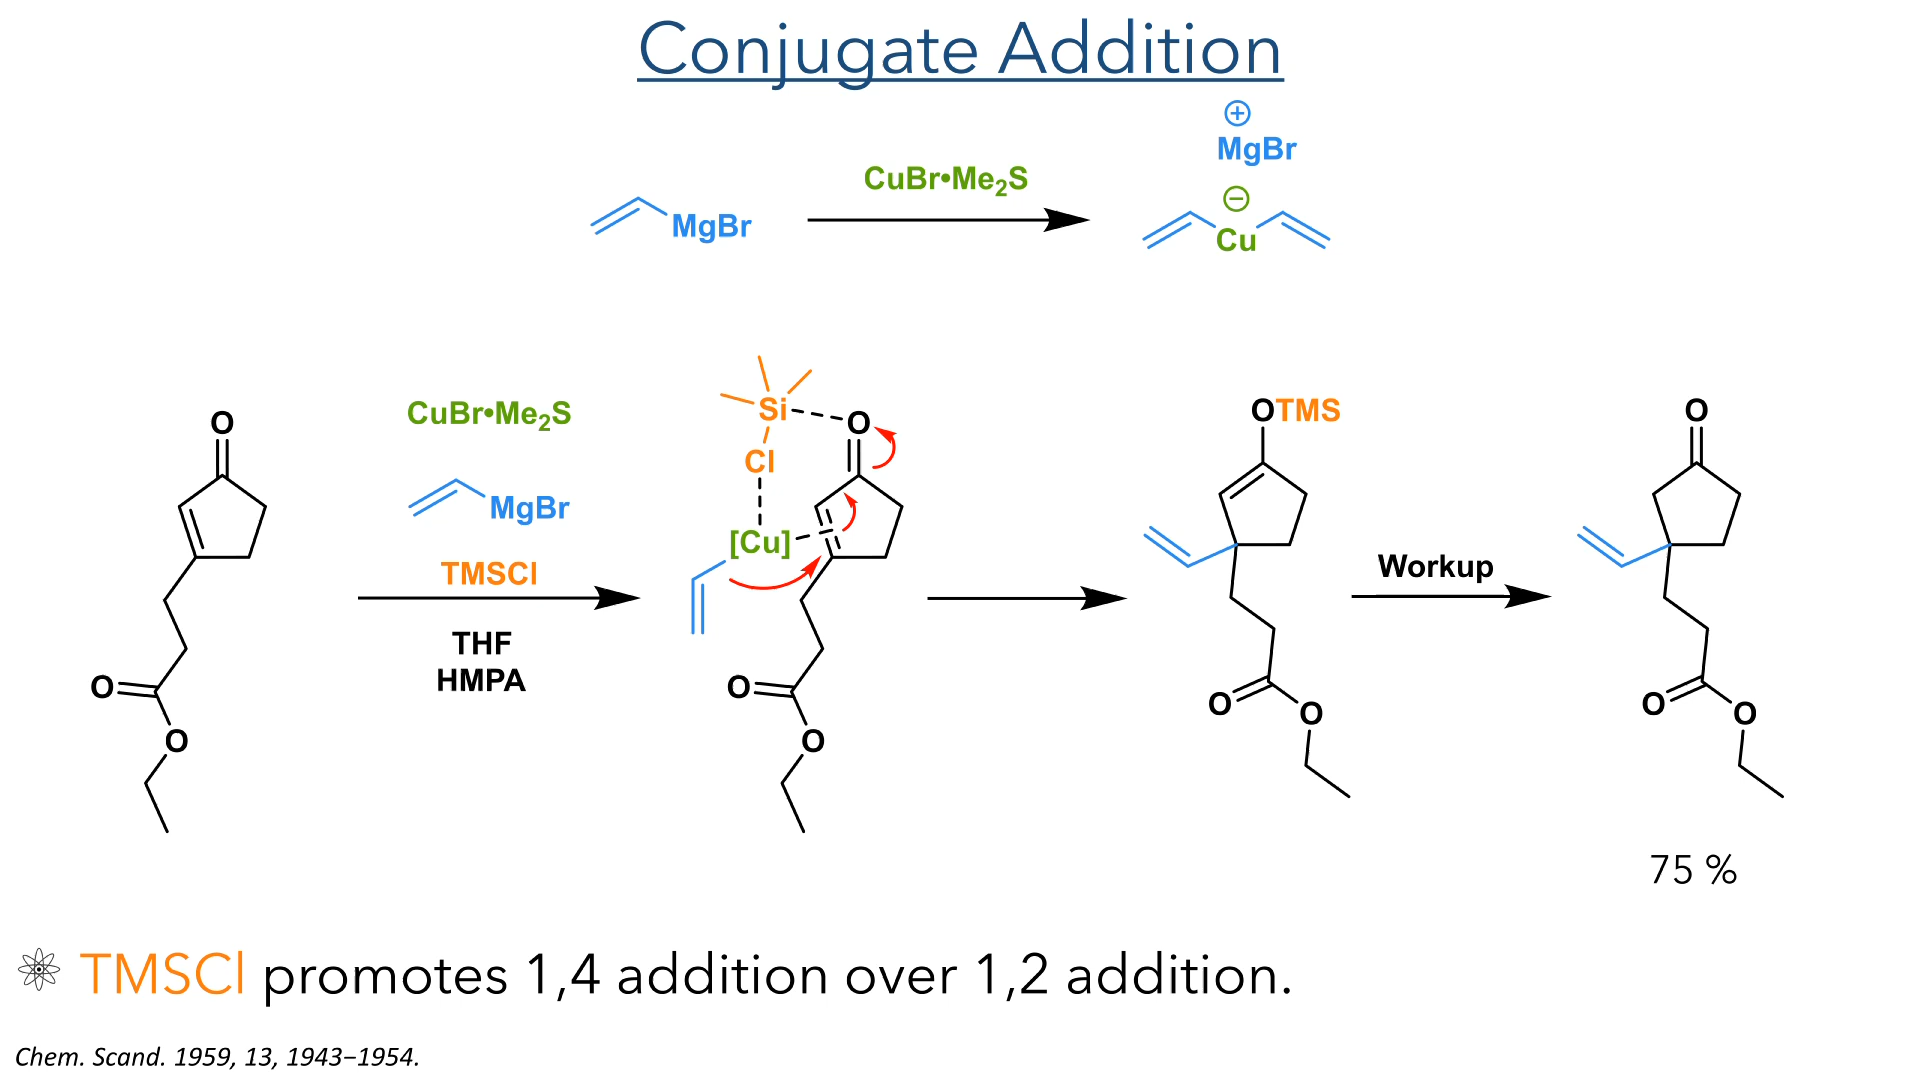 Conjugate Addition
⊕
MgBr
CuBr•Me₂S
⊖
MgBr
Cu
O
CuBr•Me₂S
MgBr
TMSCl
THF
HMPA
O
O
Si
O
Cl
[Cu]
O
O
OTMS
O
O
Workup
O
O
O
75 %
TMSCl promotes 1,4 addition over 1,2 addition.
Chem. Scand. 1959, 13, 1943–1954.